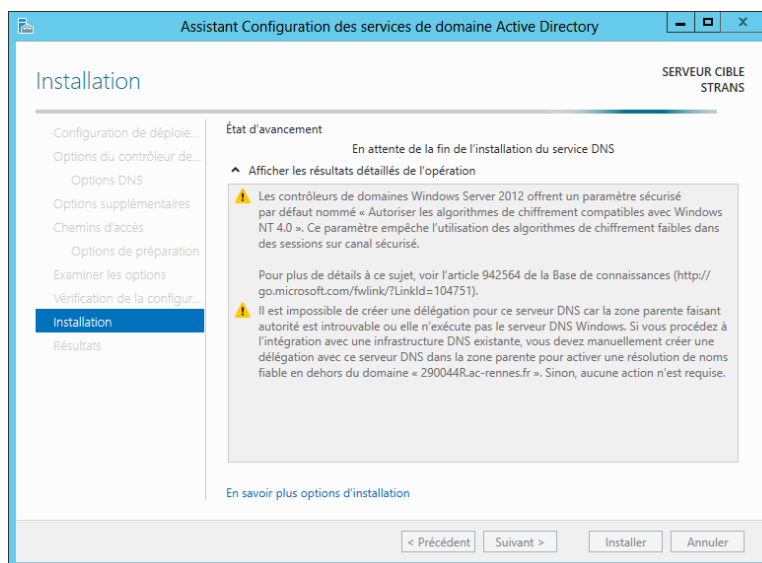 Assistant Configuration des services de domaine Active Directory
Installation
SERVEUR CIBLE
STRANS
Configuration de déploie...
Options du contrôleur de...
Options DNS
Options supplémentaires
Chemins d'accès
Options de préparation
Examiner les options
Vérification de la configur...
Installation
Résultats
État d'avancement
En attente de la fin de l'installation du service DNS
Afficher les résultats détaillés de l'opération
Les contrôleurs de domaines Windows Server 2012 offrent un paramètre sécurisé
par défaut nommé « Autoriser les algorithmes de chiffrement compatibles avec Windows
NT 4.0 ». Ce paramètre empêche l'utilisation des algorithmes de chiffrement faibles dans
des sessions sur canal sécurisé.
Pour plus de détails à ce sujet, voir l'article 942564 de la Base de connaissances (http://
go.microsoft.com/fwlink/?LinkId=104751).
Il est impossible de créer une délégation pour ce serveur DNS car la zone parente faisant
autorité est introuvable ou elle n'exécute pas le serveur DNS Windows. Si vous procédez à
l'intégration avec une infrastructure DNS existante, vous devez manuellement créer une
délégation avec ce serveur DNS dans la zone parente pour activer une résolution de noms
fiable en dehors du domaine « 290044R.ac-rennes.fr ». Sinon, aucune action n'est requise.
En savoir plus options d'installation
< Précédent
Suivant >
Installer
Annuler